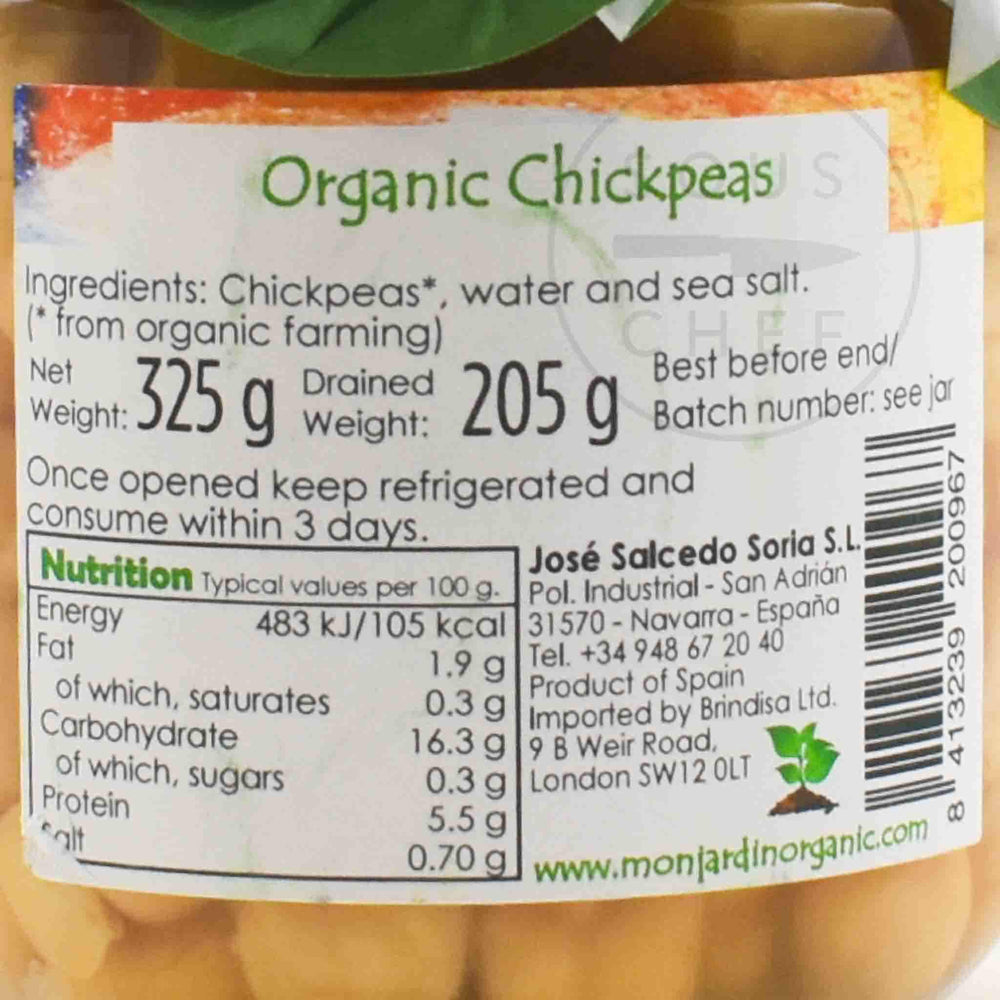 Organic Chickpeas
SOUS
CHEF
Ingredients: Chickpeas*, water and sea salt.
(* from organic farming)
Net Weight: 325 g Drained Weight: 205 g
Best before end/
Batch number: see jar
Once opened keep refrigerated and
consume within 3 days.
Nutrition Typical values per 100 g.
Energy 483 kJ/105 kcal
Fat 1.9 g
of which, saturates 0.3 g
Carbohydrate 16.3 g
of which, sugars 0.3 g
Protein 5.5 g
Salt 0.70 g
José Salcedo Soria S.L.
Pol. Industrial - San Adrián
31570 - Navarra - España
Tel. +34 948 67 20 40
Product of Spain
Imported by Brindisa Ltd.
9 B Weir Road,
London SW12 0LT
www.monjardinorganic.com
8 413239 200967